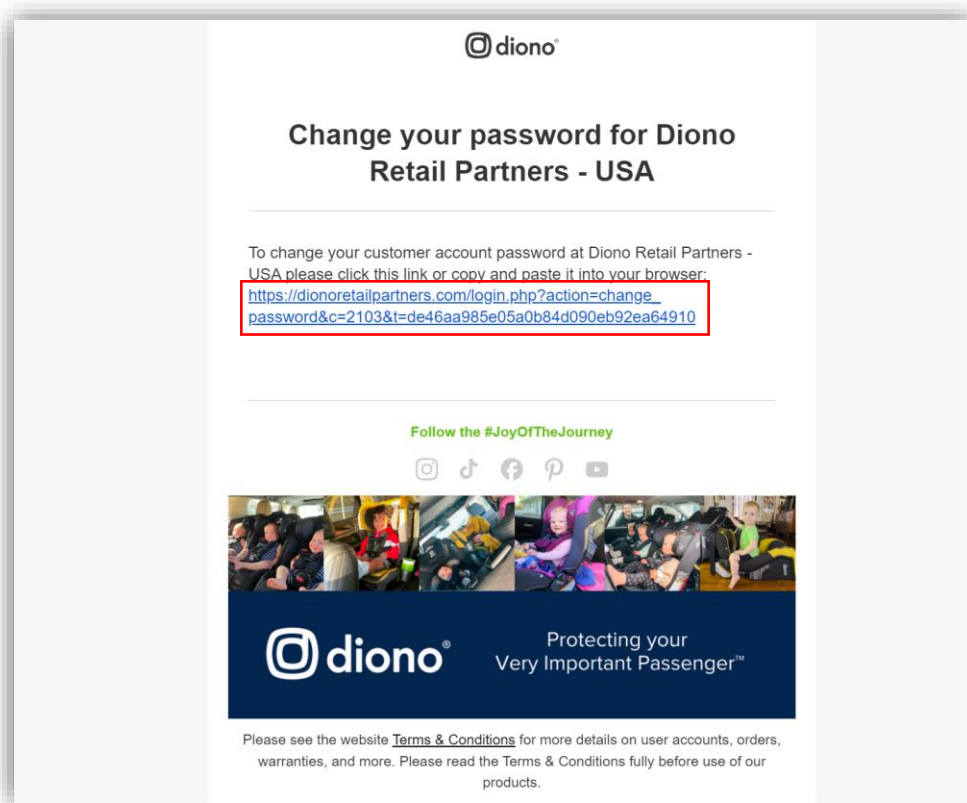 diono®
Change your password for Diono
Retail Partners - USA
To change your customer account password at Diono Retail Partners -
USA please click this link or copy and paste it into your browser:
https://dionoretailpartners.com/login.php?action=change_
password&c=2103&t=de46aa985e05a0b84d090eb92ea64910
Follow the #JoyOfTheJourney
diono®
Protecting your
Very Important Passenger™
Please see the website Terms & Conditions for more details on user accounts, orders,
warranties, and more. Please read the Terms & Conditions fully before use of our
products.